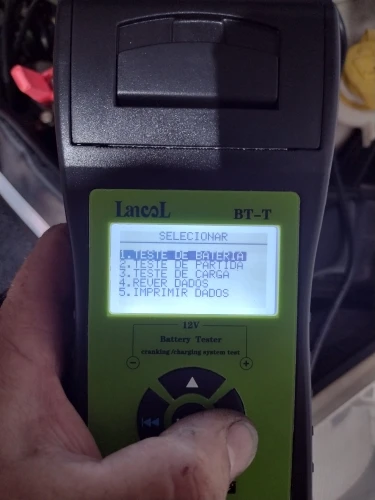 LancoL
BT-T
SELECIONAR
1.TESTE DE BATERIA
2.TESTE DE PARTIDA
3.TESTE DE CARGA
4.REVER DADOS
5.IMPRIMIR DADOS
12V
Battery Tester
cranking/charging system test